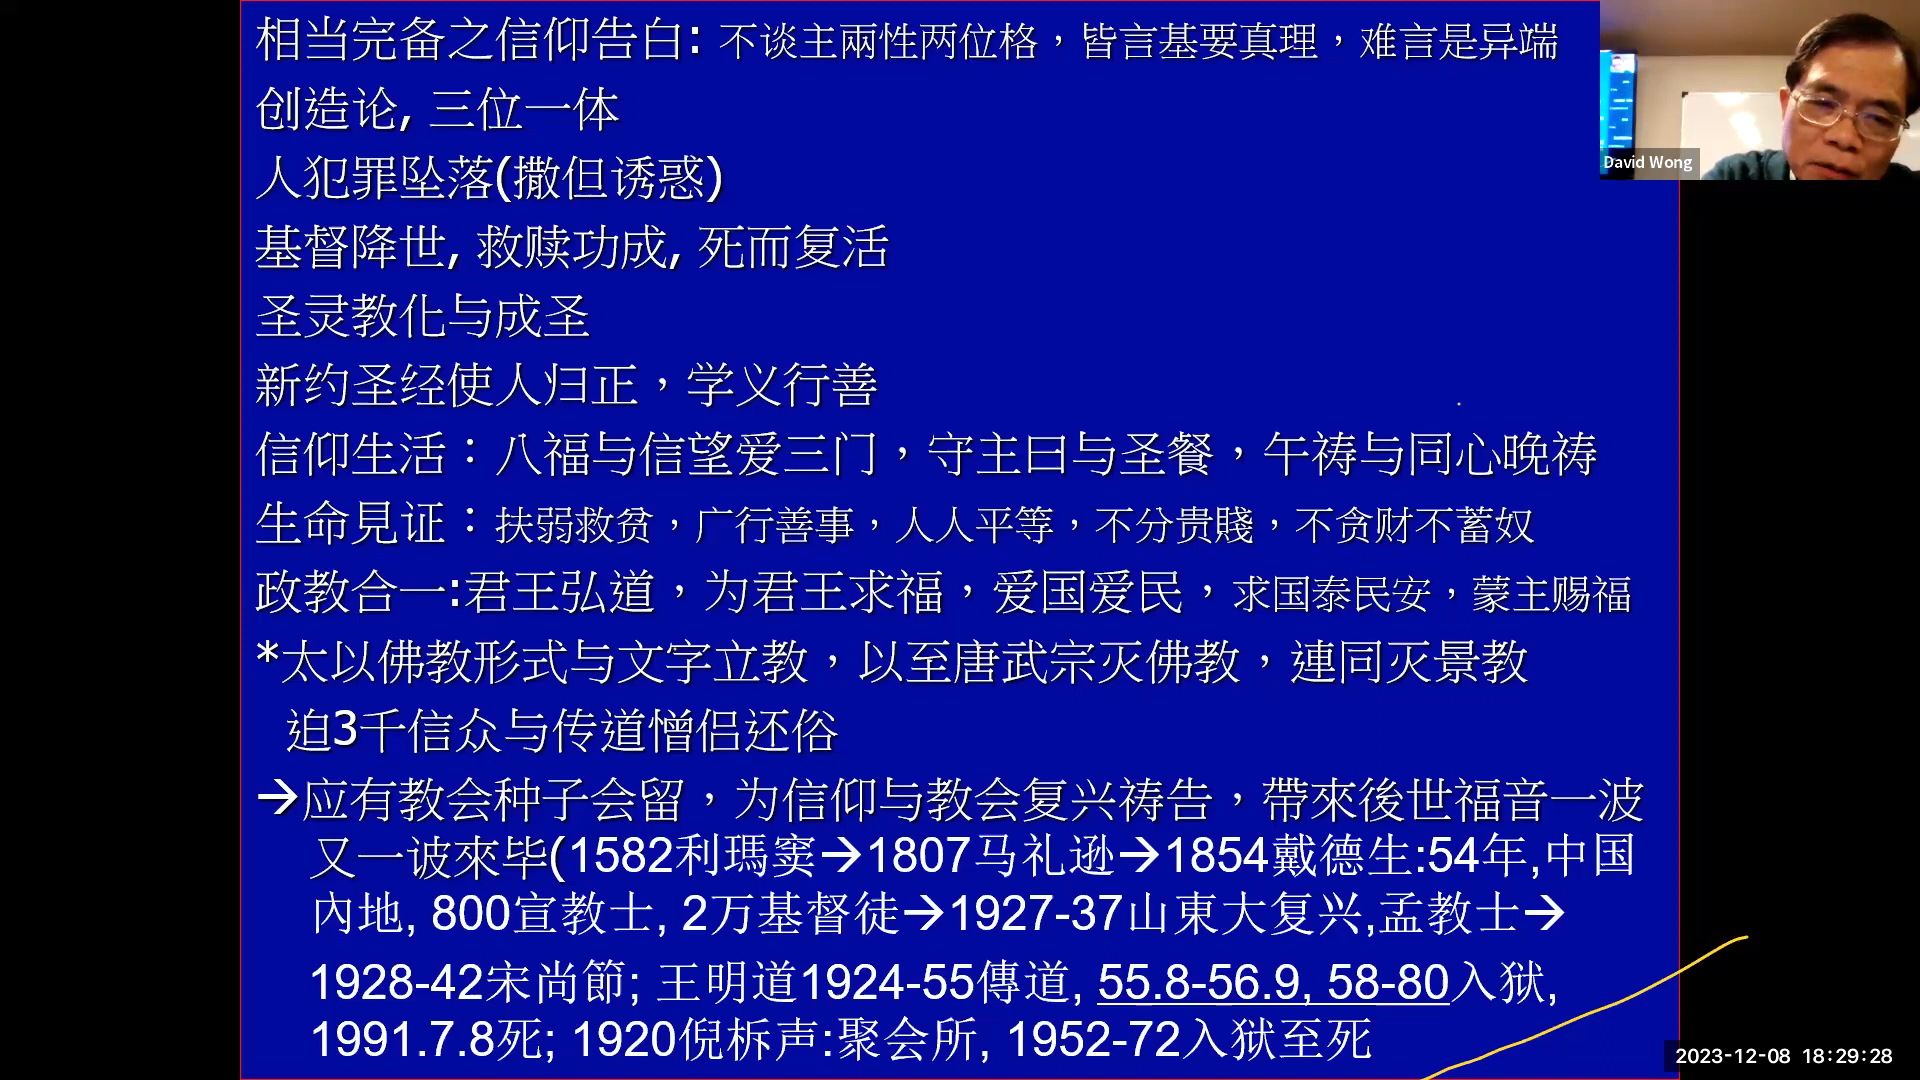 相当完备之信仰告白: 不谈主兩性两位格，皆言基要真理，难言是异端
创造论, 三位一体
人犯罪坠落(撒但诱惑)
基督降世, 救赎功成, 死而复活
圣灵教化与成圣
新约圣经使人归正，学义行善
信仰生活：八福与信望爱三门，守主日与圣餐，午祷与同心晚祷
生命見证：扶弱救贫，广行善事，人人平等，不分贵賤，不贪财不蓄奴
政教合一:君王弘道，为君王求福，爱国爱民，求国泰民安，蒙主赐福
*太以佛教形式与文字立教，以至唐武宗灭佛教，連同灭景教
迫3千信众与传道憎侣还俗
→应有教会种子会留，为信仰与教会复兴祷告，帶來後世福音一波
又一诐來毕(1582利瑪窦→1807马礼逊→1854戴德生:54年,中国
內地, 800宣教士, 2万基督徒→1927-37山東大复兴,孟教士→
1928-42宋尚節; 王明道1924-55傳道, 55.8-56.9, 58-80入狱,
1991.7.8死; 1920倪柝声:聚会所, 1952-72入狱至死
David Wong
2023-12-08 18:29:28